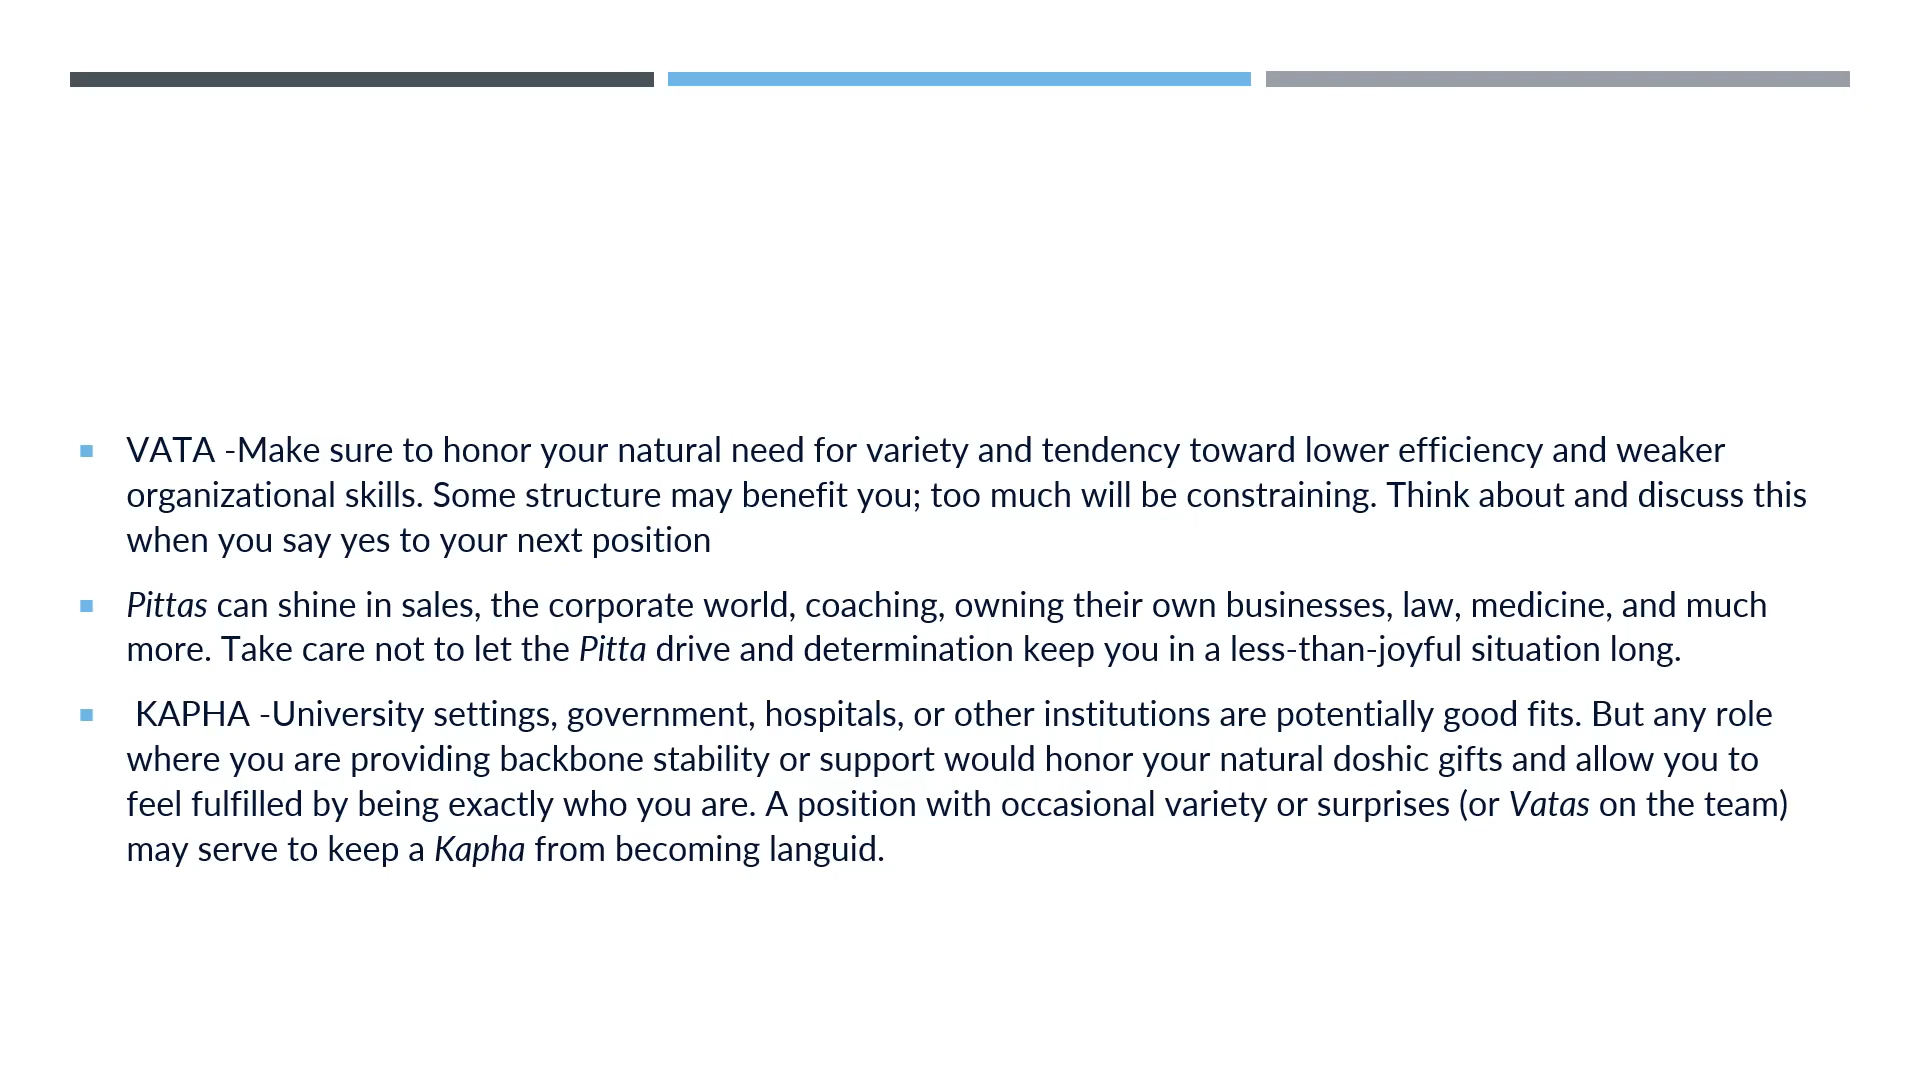 VATA -Make sure to honor your natural need for variety and tendency toward lower efficiency and weaker
organizational skills. Some structure may benefit you; too much will be constraining. Think about and discuss this
when you say yes to your next position
Pittas can shine in sales, the corporate world, coaching, owning their own businesses, law, medicine, and much
more. Take care not to let the Pitta drive and determination keep you in a less-than-joyful situation long.
KAPHA -University settings, government, hospitals, or other institutions are potentially good fits. But any role
where you are providing backbone stability or support would honor your natural doshic gifts and allow you to
feel fulfilled by being exactly who you are. A position with occasional variety or surprises (or Vatas on the team)
may serve to keep a Kapha from becoming languid.